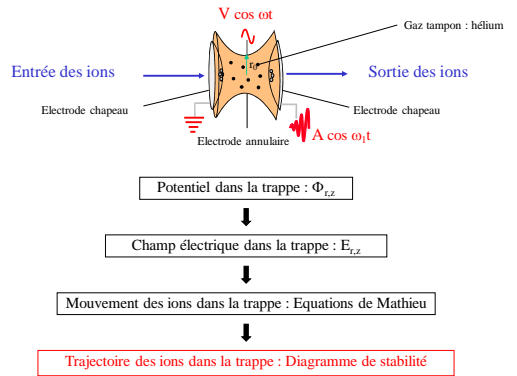 V cos ωt
Gaz tampon : hélium
r₀
Entrée des ions
Sortie des ions
Electrode chapeau
Electrode chapeau
Electrode annulaire
A cos ω₁t
Potentiel dans la trappe : Φr,z
Champ électrique dans la trappe : Er,z
Mouvement des ions dans la trappe : Equations de Mathieu
Trajectoire des ions dans la trappe : Diagramme de stabilité